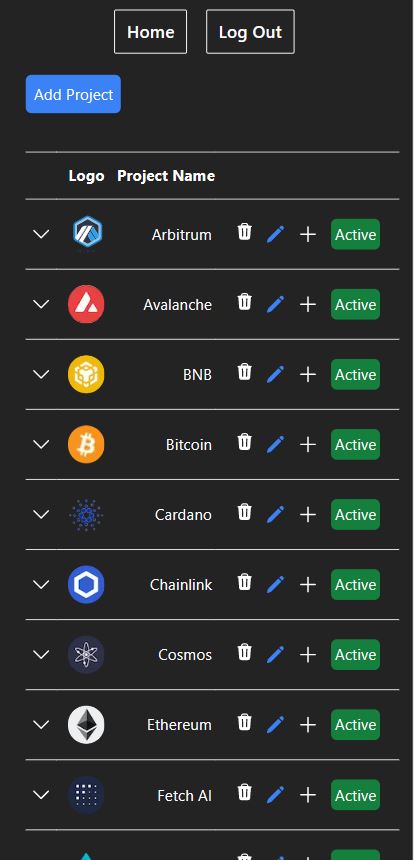 Home Log Out
Add Project
Logo Project Name
Arbitrum Active
Avalanche Active
BNB Active
Bitcoin Active
Cardano Active
Chainlink Active
Cosmos Active
Ethereum Active
Fetch AI Active